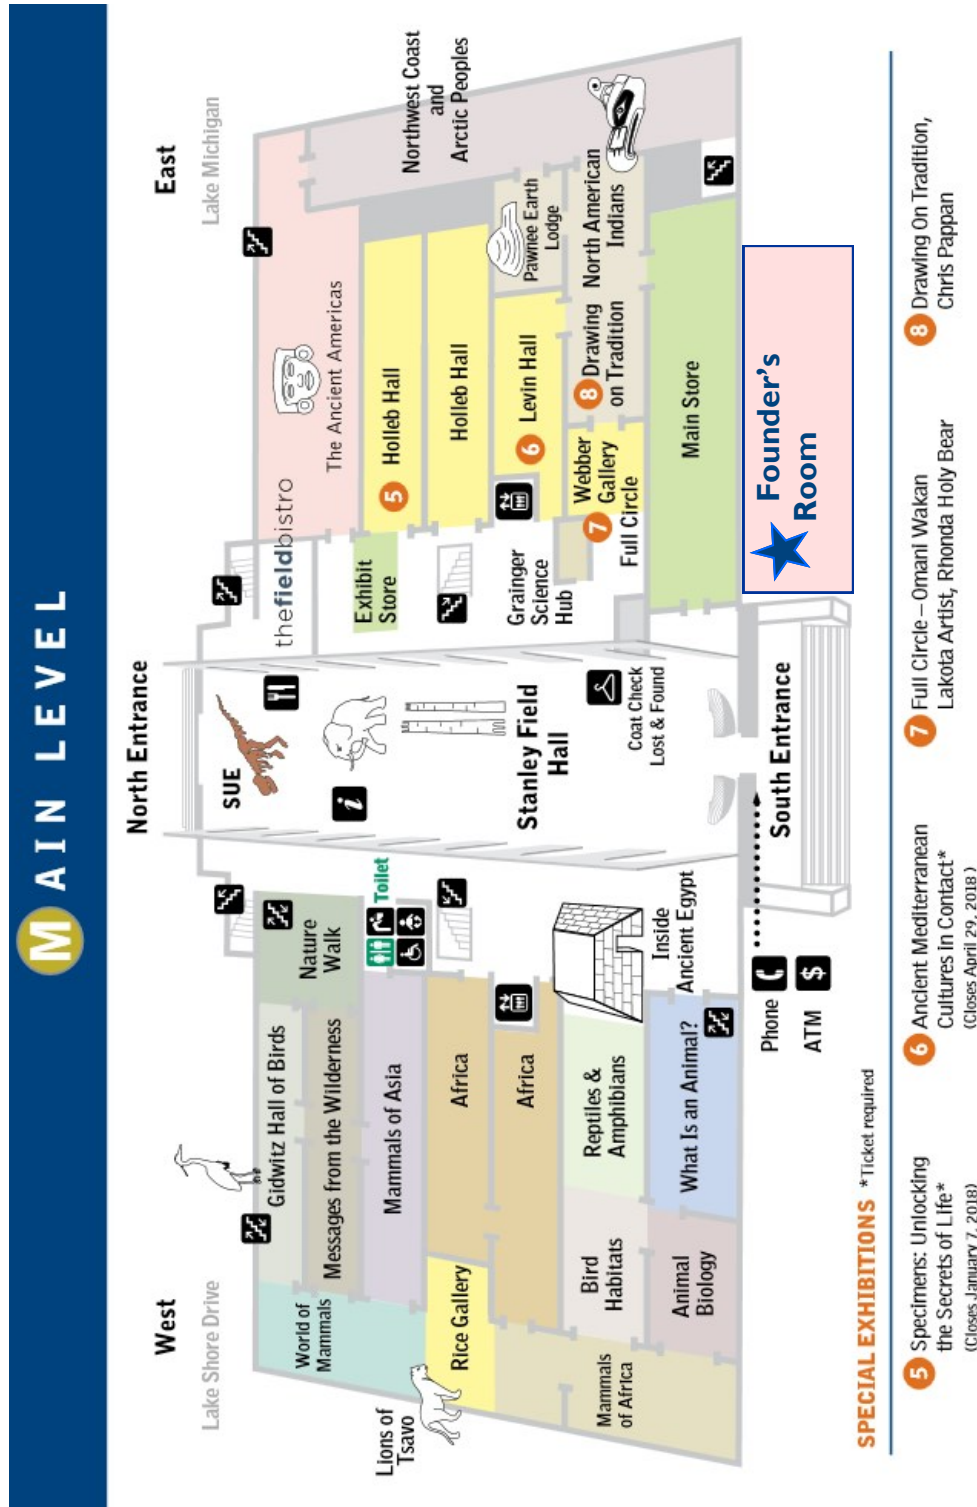 MAIN LEVEL
West
Lake Shore Drive
North Entrance
East
Lake Michigan
World of
Mammals
Gidwitz Hall of Birds
Messages from the Wilderness
Nature
Walk
Mammals of Asia
Toilet
Lions of
Tsavo
Rice Gallery
Africa
Africa
Mammals
of Africa
Bird
Habitats
Reptiles &
Amphibians
Animal
Biology
What Is an Animal?
Inside
Ancient Egypt
SUE
i
Stanley Field
Hall
Coat Check
Lost & Found
South Entrance
Phone
ATM
$
thefieldbistro
The Ancient Americas
Exhibit
Store
5 Holleb Hall
Holleb Hall
Grainger
Science
Hub
6 Levin Hall
Pawnee Earth
Lodge
Northwest Coast
and
Arctic Peoples
7
Webber
Gallery
Full Circle
8 Drawing
on Tradition
North American
Indians
Main Store
Founder's
Room
SPECIAL EXHIBITIONS *Ticket required
5 Specimens: Unlocking
the Secrets of Life*
(Closes January 7, 2018)
6 Ancient Mediterranean
Cultures in Contact*
(Closes April 29, 2018 )
7 Full Circle – Omani Wakan
Lakota Artist, Rhonda Holy Bear
8 Drawing On Tradition,
Chris Pappan